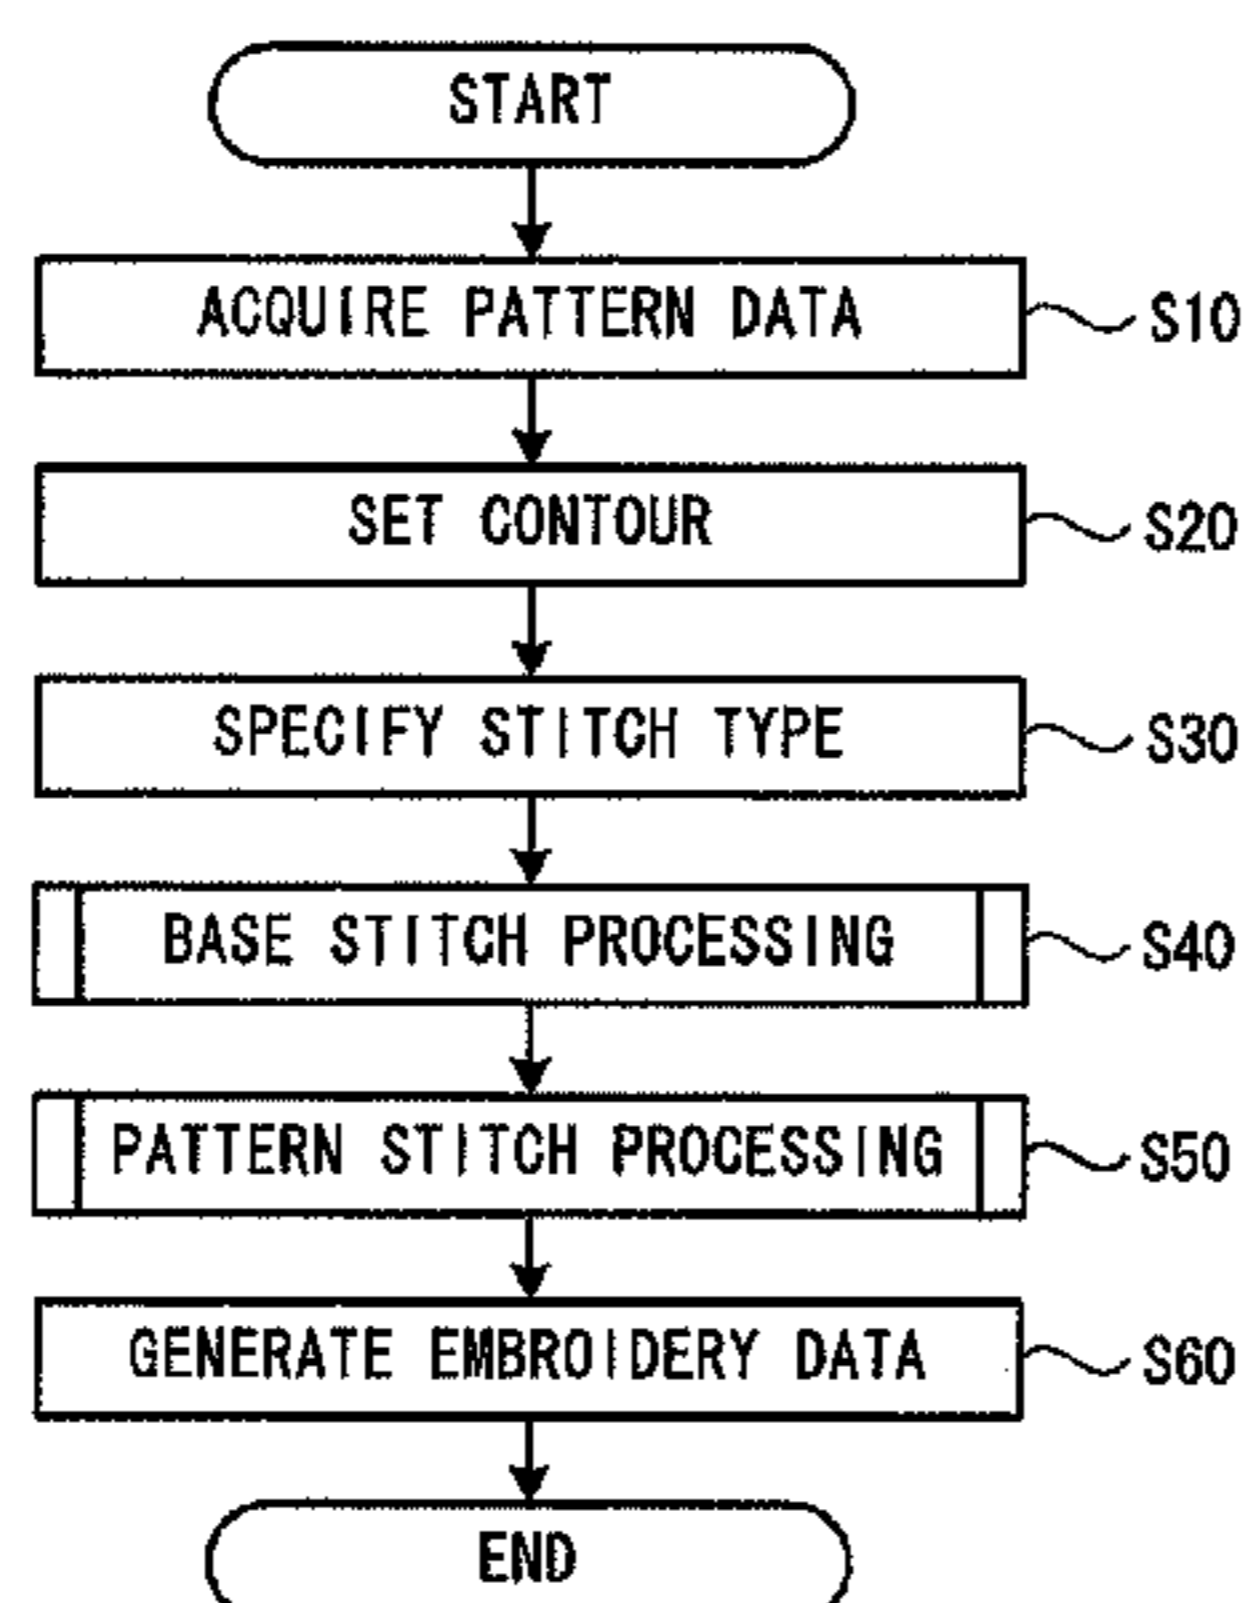 START
ACQUIRE PATTERN DATA
S10
SET CONTOUR
S20
SPECIFY STITCH TYPE
S30
BASE STITCH PROCESSING
S40
PATTERN STITCH PROCESSING
S50
GENERATE EMBROIDERY DATA
S60
END